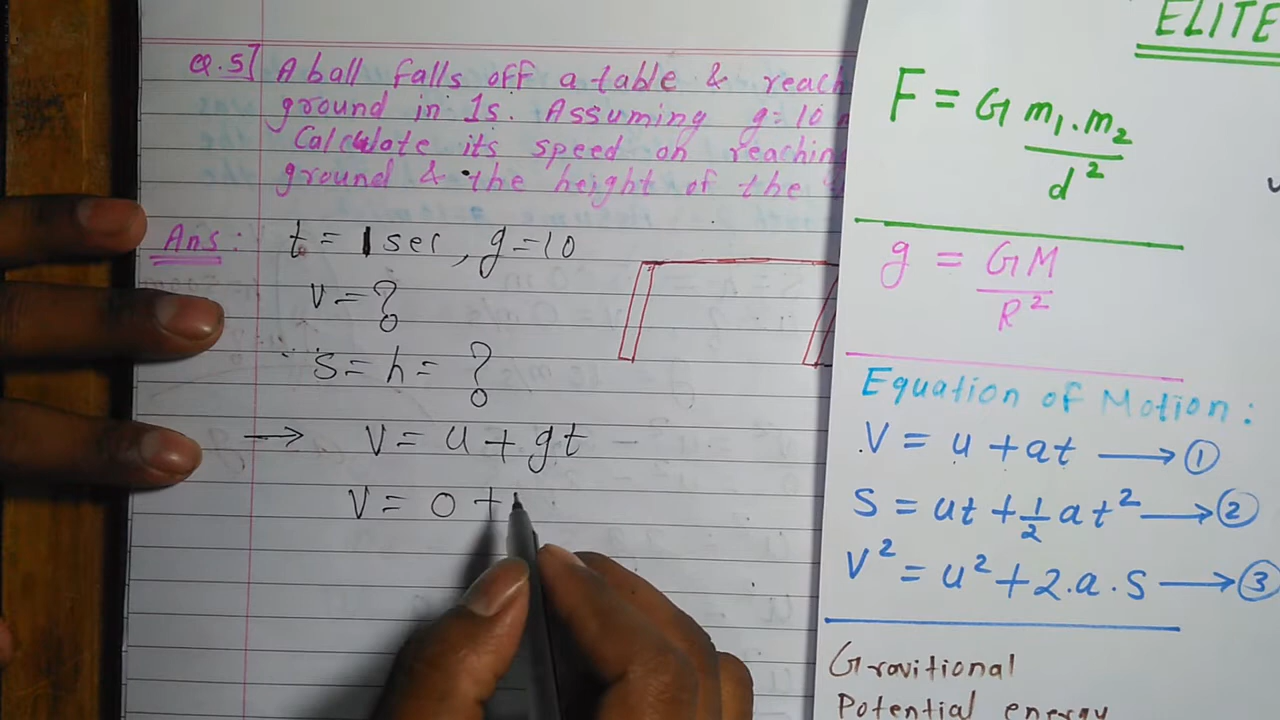 Q.5] A ball falls off a table & reach
ground in 1s. Assuming g=10
Calculate its speed on reachin
ground & the height of the
Ans: t = 1 sec, g=10
v = ?
s = h = ?
→ v = u + gt
v = 0 +
ELITE
F = G m1.m2 / d²
g = GM / R²
Equation of Motion:
v = u + at → ①
s = ut + 1/2 at² → ②
v² = u² + 2.a.s → ③
Gravitional
Potential energy